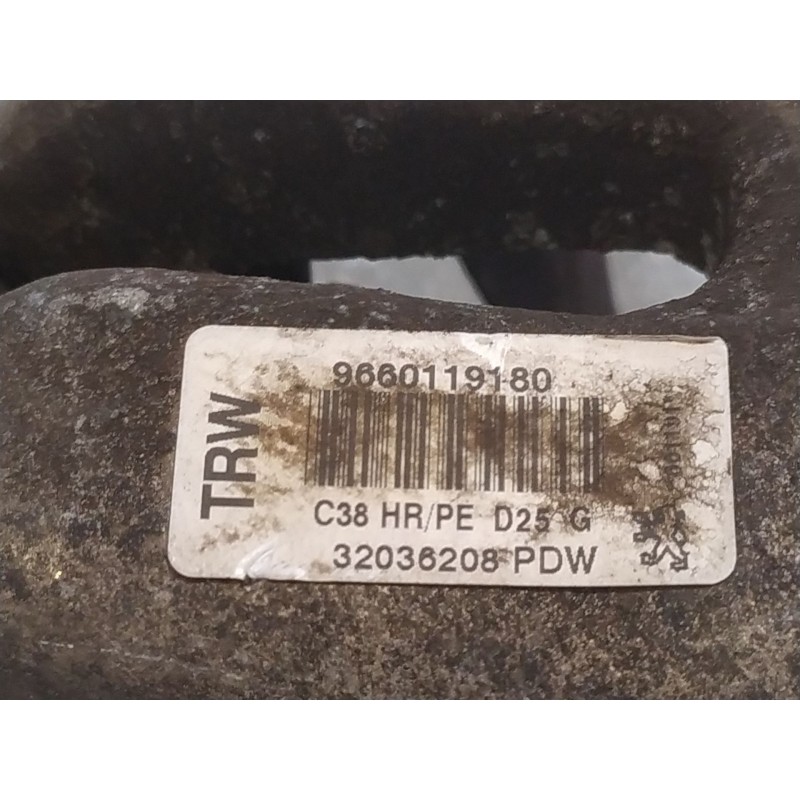 TRW
9660119180
C38 HR/PE D25 G
32036208 PDW